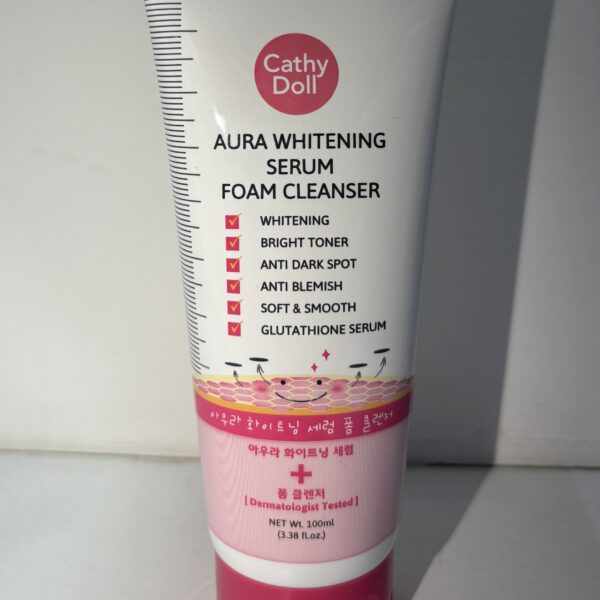 Cathy
Doll
AURA WHITENING
SERUM
FOAM CLEANSER
WHITENING
BRIGHT TONER
ANTI DARK SPOT
ANTI BLEMISH
SOFT & SMOOTH
GLUTATHIONE SERUM
아우라 화이트닝 세럼 폼 클렌저
아우라 화이트닝 세럼
+
폼 클렌저
[ Dermatologist Tested ]
NET Wt. 100ml
(3.38 fl.oz.)